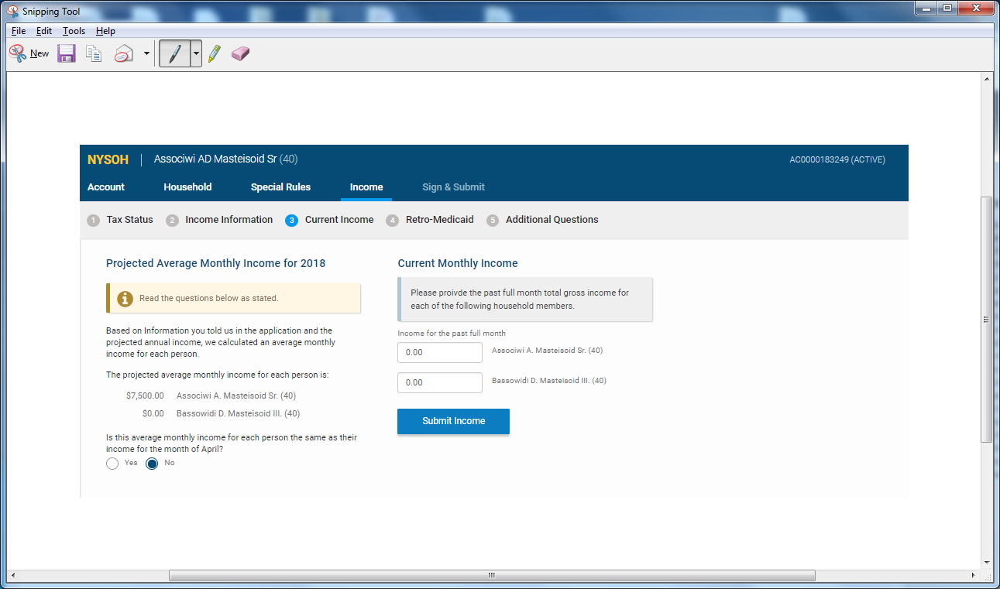 Snipping Tool
File Edit Tools Help
New
NYSOH Associwi AD Masteisoid Sr (40) AC0000183249 (ACTIVE)
Account Household Special Rules Income Sign & Submit
1 Tax Status 2 Income Information 3 Current Income 4 Retro-Medicaid 5 Additional Questions
Projected Average Monthly Income for 2018
Read the questions below as stated.
Based on Information you told us in the application and the
projected annual income, we calculated an average monthly
income for each person.
The projected average monthly income for each person is:
$7,500.00 Associwi A. Masteisoid Sr. (40)
$0.00 Bassowidi D. Masteisoid III. (40)
Is this average monthly income for each person the same as their
income for the month of April?
Yes No
Current Monthly Income
Please proivde the past full month total gross income for
each of the following household members.
Income for the past full month
0.00 Associwi A. Masteisoid Sr. (40)
0.00 Bassowidi D. Masteisoid III. (40)
Submit Income